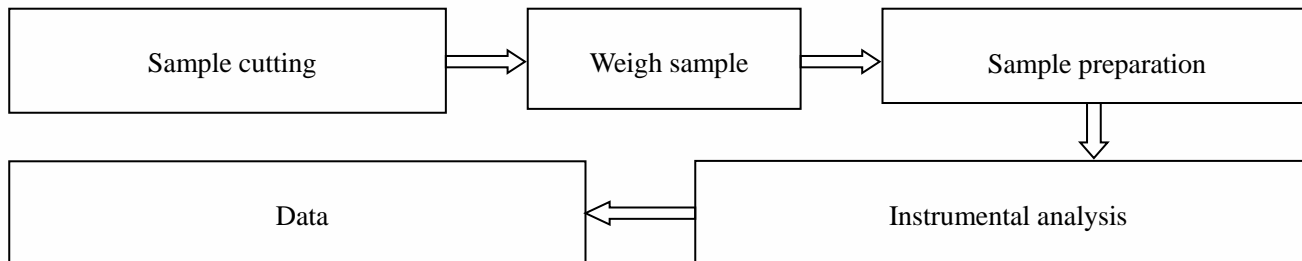 Sample cutting
Weigh sample
Sample preparation
Instrumental analysis
Data